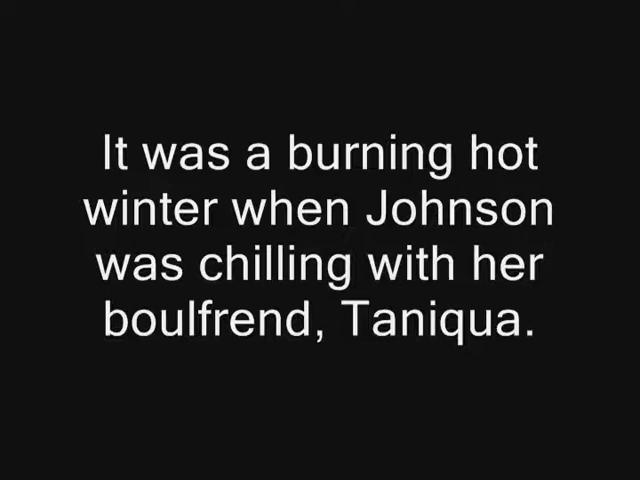 It was a burning hot
winter when Johnson
was chilling with her
boulfrend, Taniqua.